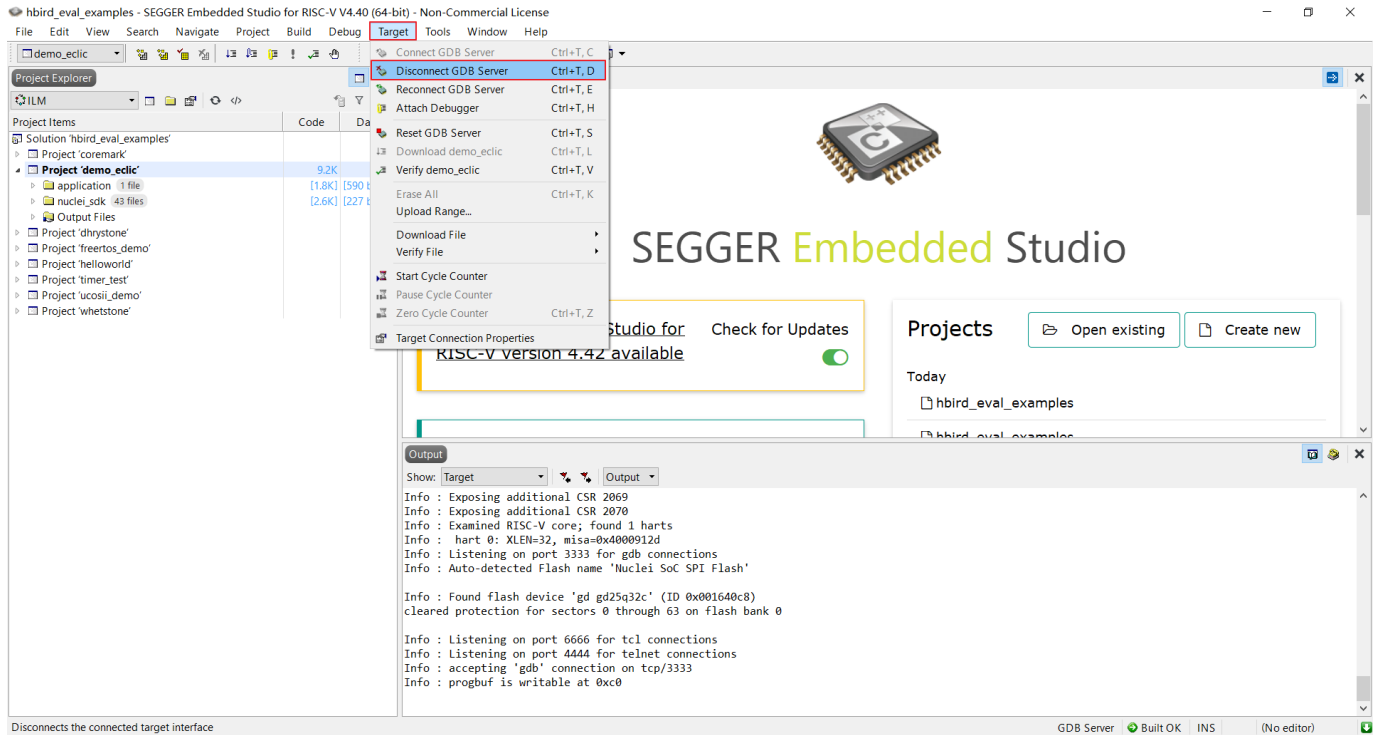 hbird_eval_examples - SEGGER Embedded Studio for RISC-V V4.40 (64-bit) - Non-Commercial License
File Edit View Search Navigate Project Build Debug Target Tools Window Help
demo_eclic
Project Explorer
ILM
Project Items Code Da
Solution 'hbird_eval_examples'
Project 'coremark'
Project 'demo_eclic' 9.2K
application 1 file [1.8K] [590 b
nuclei_sdk 43 files [2.6K] [227 b
Output Files
Project 'dhrystone'
Project 'freertos_demo'
Project 'helloworld'
Project 'timer_test'
Project 'ucosii_demo'
Project 'whetstone'
Connect GDB Server Ctrl+T, C
Disconnect GDB Server Ctrl+T, D
Reconnect GDB Server Ctrl+T, E
Attach Debugger Ctrl+T, H
Reset GDB Server Ctrl+T, S
Download demo_eclic Ctrl+T, L
Verify demo_eclic Ctrl+T, V
Erase All Ctrl+T, K
Upload Range...
Download File
Verify File
Start Cycle Counter
Pause Cycle Counter
Zero Cycle Counter Ctrl+T, Z
Target Connection Properties
C ++
SEGGER Embedded Studio
Studio for
RISC-V Version 4.42 available
Check for Updates
Projects Open existing Create new
Today
hbird_eval_examples
hbird_eval_examples
Output
Show: Target Output
Info : Exposing additional CSR 2069
Info : Exposing additional CSR 2070
Info : Examined RISC-V core; found 1 harts
Info : hart 0: XLEN=32, misa=0x4000912d
Info : Listening on port 3333 for gdb connections
Info : Auto-detected Flash name 'Nuclei SoC SPI Flash'
Info : Found flash device 'gd gd25q32c' (ID 0x001640c8)
cleared protection for sectors 0 through 63 on flash bank 0
Info : Listening on port 6666 for tcl connections
Info : Listening on port 4444 for telnet connections
Info : accepting 'gdb' connection on tcp/3333
Info : progbuf is writable at 0xc0
Disconnects the connected target interface GDB Server Built OK INS (No editor)